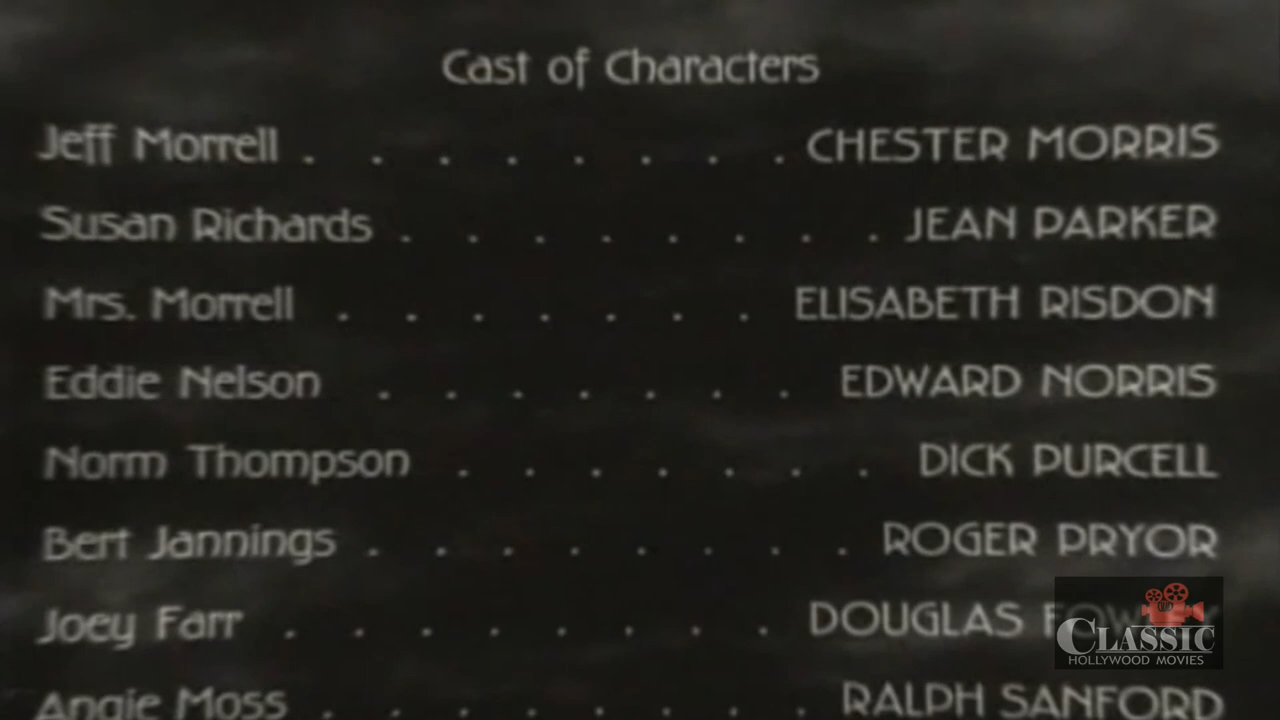 Cast of Characters
Jeff Morrell . . . . . . . . CHESTER MORRIS
Susan Richards . . . . . . . . JEAN PARKER
Mrs. Morrell . . . . . . . ELISABETH RISDON
Eddie Nelson . . . . . . . EDWARD NORRIS
Norm Thompson . . . . . . . DICK PURCELL
Bert Jannings . . . . . . . . ROGER PRYOR
Joey Farr . . . . . . . . DOUGLAS
CLASSIC
HOLLYWOOD MOVIES
Angie Moss . . . . . . . . RALPH SANFORD